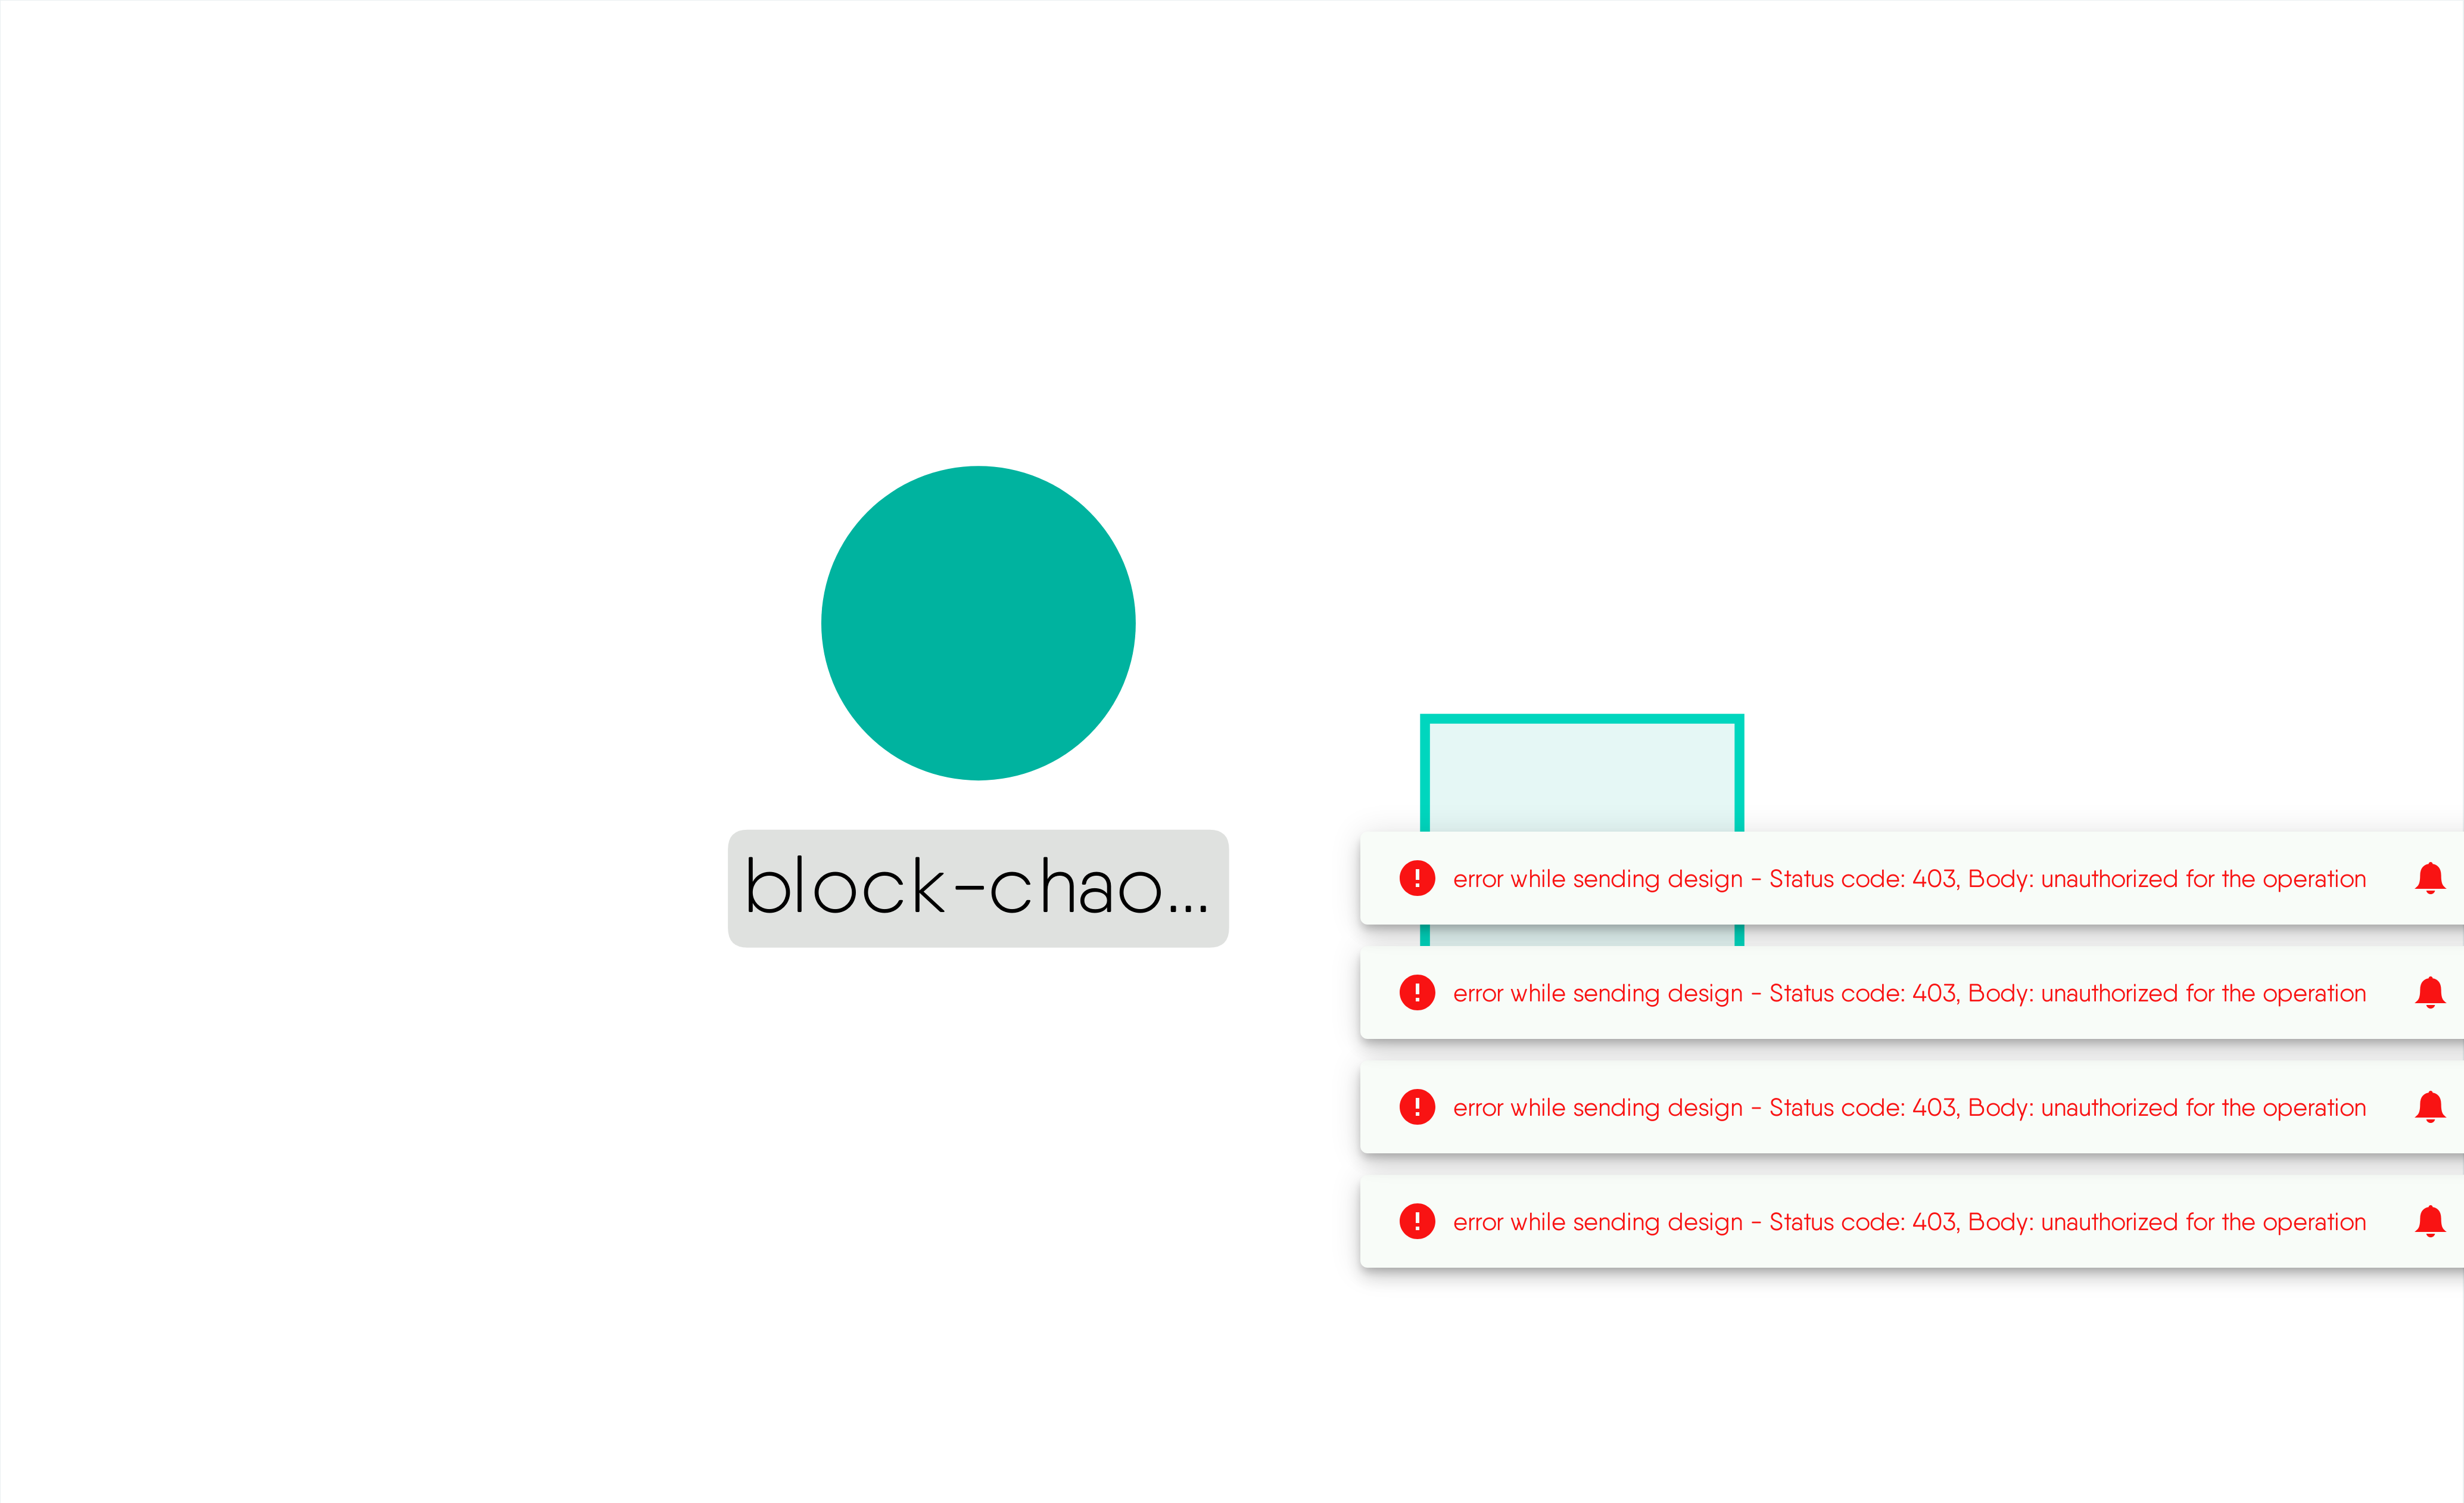 block-chao...
error while sending design - Status code: 403, Body: unauthorized for the operation
error while sending design - Status code: 403, Body: unauthorized for the operation
error while sending design - Status code: 403, Body: unauthorized for the operation
error while sending design - Status code: 403, Body: unauthorized for the operation